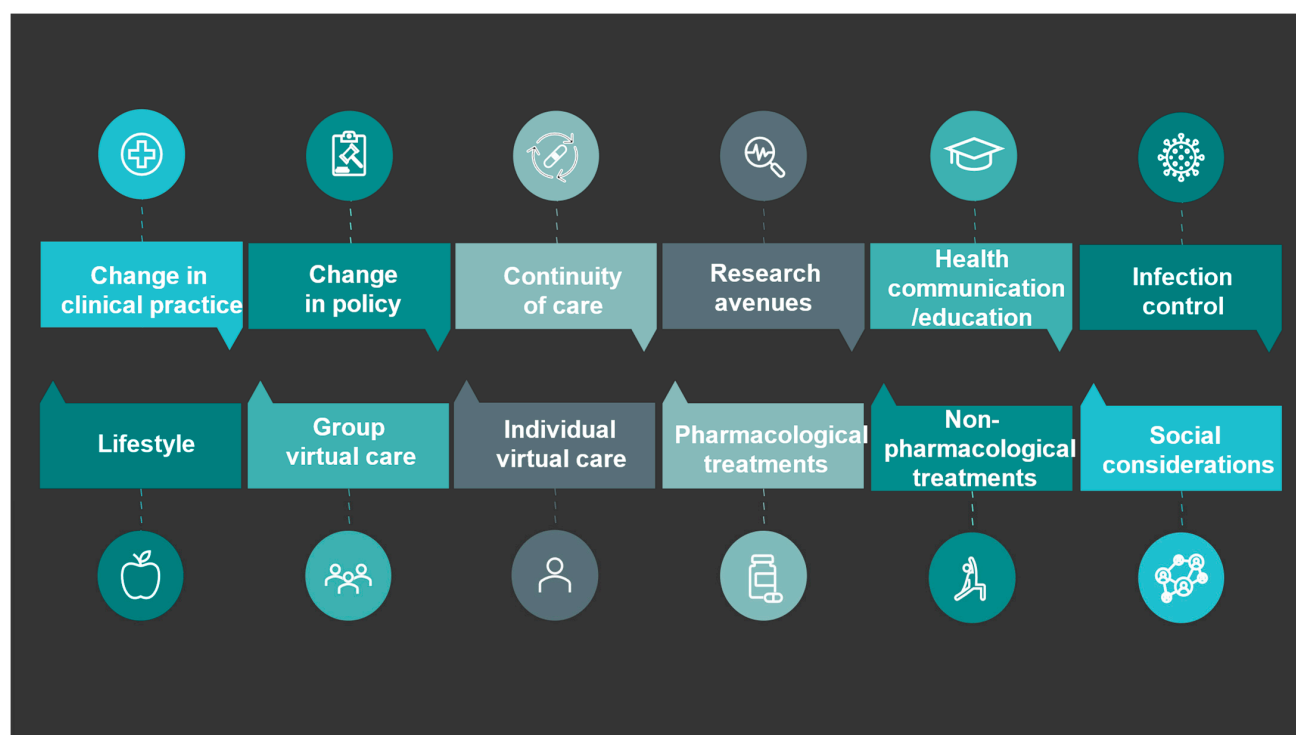 Change in
clinical practice
Change
in policy
Continuity
of care
Research
avenues
Health
communication
/education
Infection
control
Lifestyle
Group
virtual care
Individual
virtual care
Pharmacological
treatments
Non-
pharmacological
treatments
Social
considerations